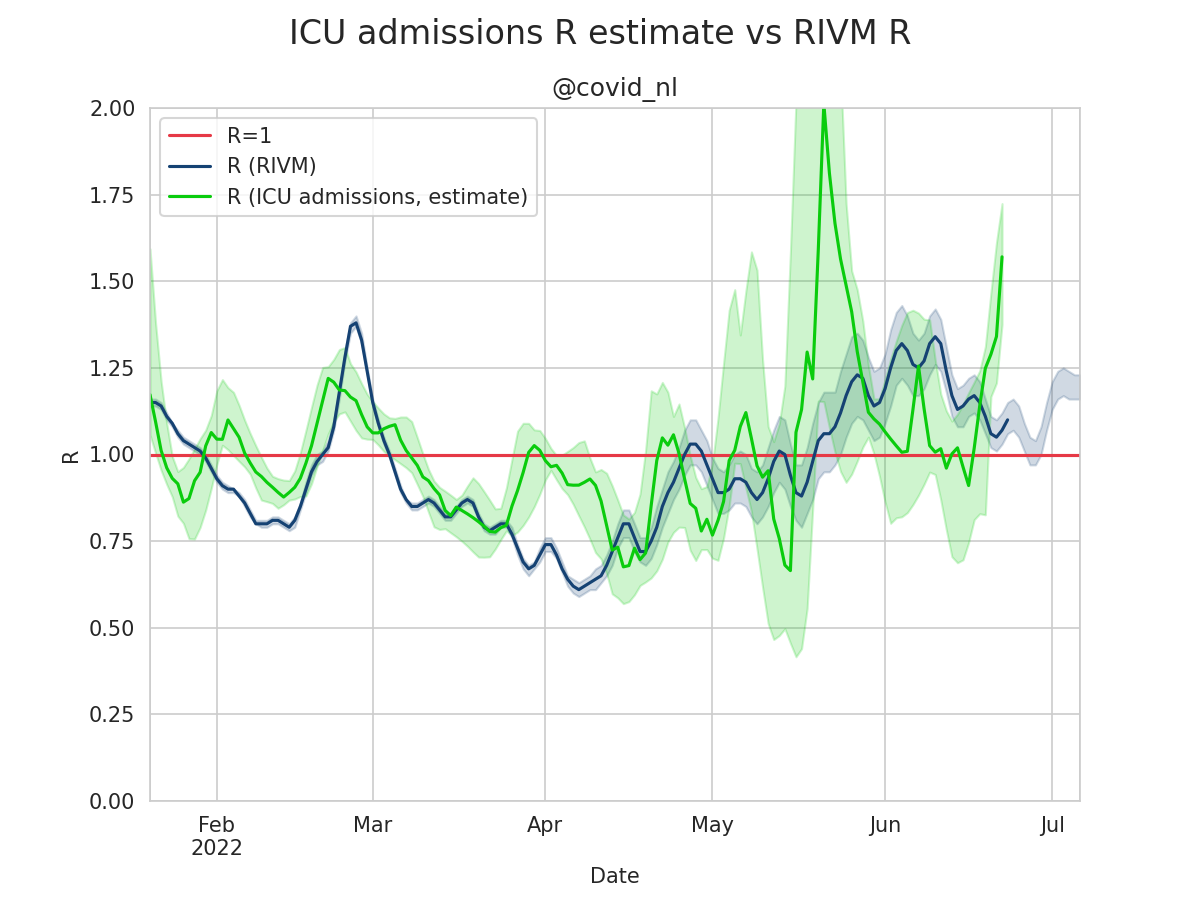 ICU admissions R estimate vs RIVM R
@covid_nl
R=1
R (RIVM)
R (ICU admissions, estimate)
2.00
1.75
1.50
1.25
1.00
0.75
0.50
0.25
0.00
R
Feb Mar Apr May Jun Jul
2022
Date